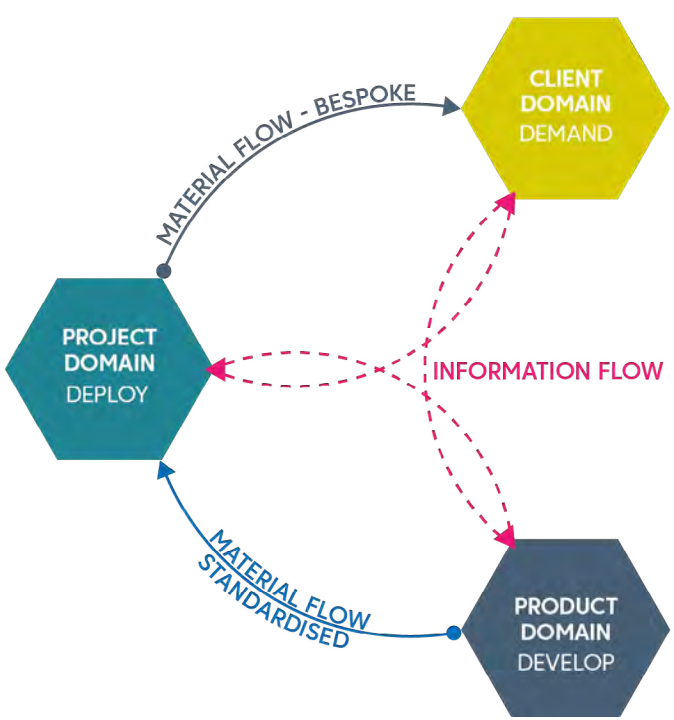 CLIENT
DOMAIN
DEMAND
MATERIAL FLOW - BESPOKE
PROJECT
DOMAIN
DEPLOY
INFORMATION FLOW
MATERIAL FLOW
STANDARDISED
PRODUCT
DOMAIN
DEVELOP